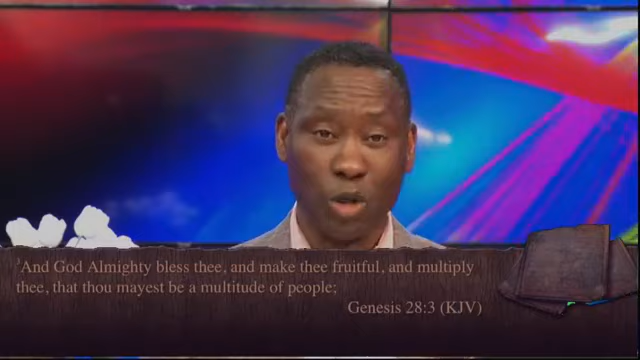 ³And God Almighty bless thee, and make thee fruitful, and multiply
thee, that thou mayest be a multitude of people;
Genesis 28:3 (KJV)